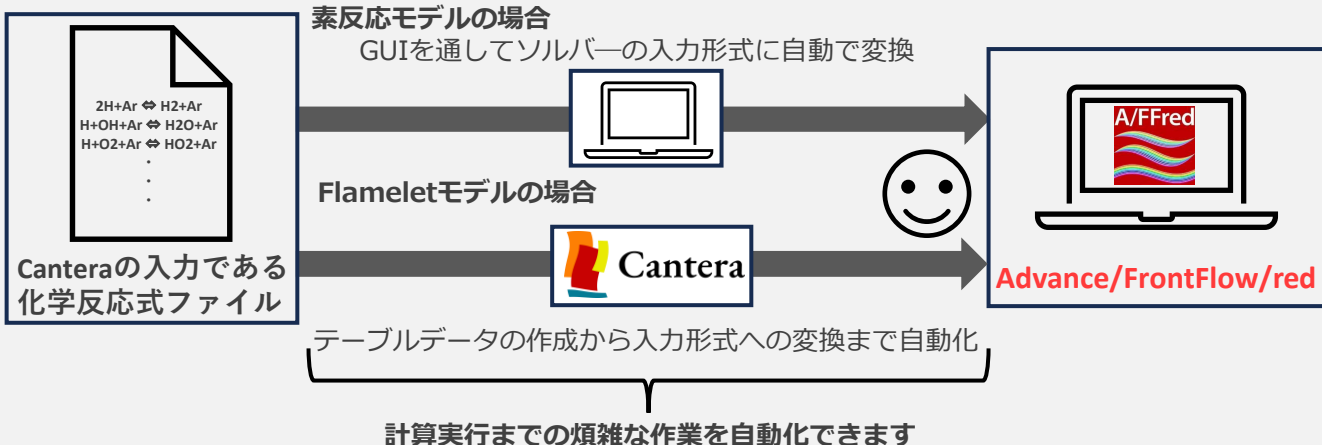 素反応モデルの場合
GUIを通してソルバ―の入力形式に自動で変換
2H+Ar ⇔ H2+Ar
H+OH+Ar ⇔ H2O+Ar
H+O2+Ar ⇔ HO2+Ar
・
・
・
Canteraの入力である
化学反応式ファイル
Flameletモデルの場合
Cantera
A/FFred
Advance/FrontFlow/red
テーブルデータの作成から入力形式への変換まで自動化
計算実行までの煩雑な作業を自動化できます